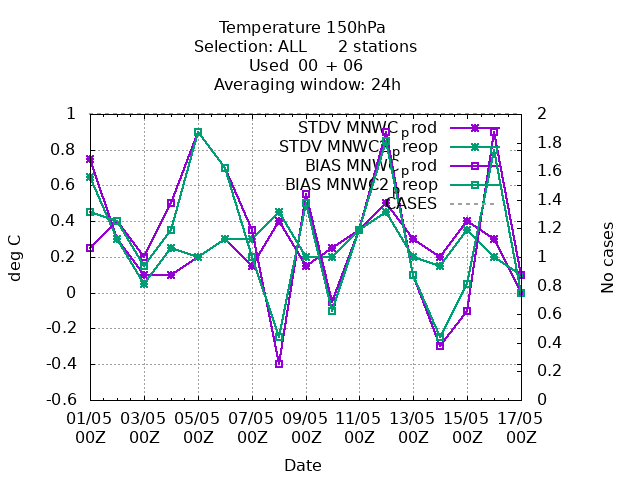 Temperature 150hPa
Selection: ALL 2 stations
Used 00 + 06
Averaging window: 24h
1 2
0.8 1.8
0.6 1.6
0.4 1.4
0.2 1.2
0 1
-0.2 0.8
-0.4 0.6
-0.6 0.4
0.2
0
STDV MNWC_prod
STDV MNWC2_preop
BIAS MNWC_prod
BIAS MNWC2_preop
CASES
deg C
No cases
01/05 03/05 05/05 07/05 09/05 11/05 13/05 15/05 17/05
00Z 00Z 00Z 00Z 00Z 00Z 00Z 00Z 00Z
Date